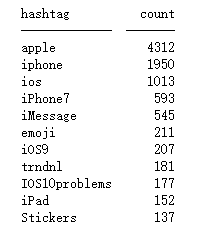 hashtag count
apple 4312
iphone 1950
ios 1013
iPhone7 593
iMessage 545
emoji 211
iOS9 207
trndnl 181
IOS10problems 177
iPad 152
Stickers 137